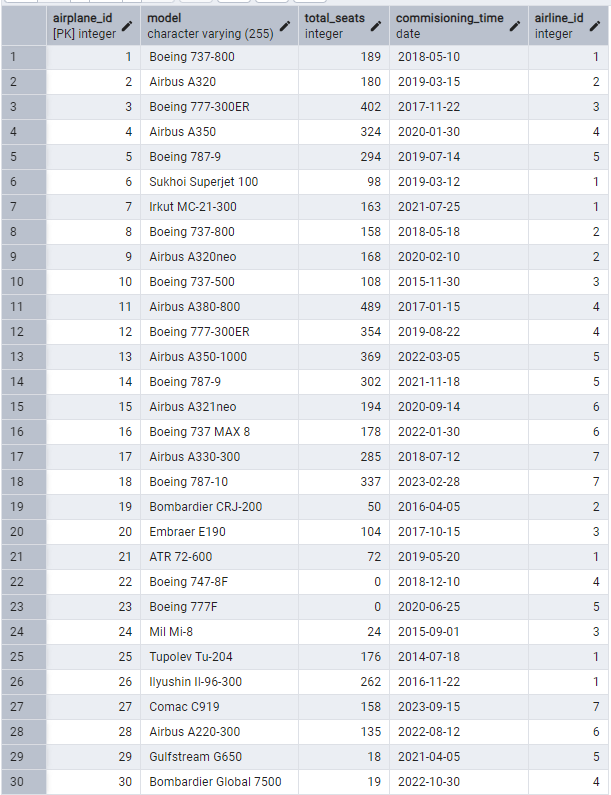 airplane_id model total_seats commisioning_time airline_id
[PK] integer character varying (255) integer date integer
1 1 Boeing 737-800 189 2018-05-10 1
2 2 Airbus A320 180 2019-03-15 2
3 3 Boeing 777-300ER 402 2017-11-22 3
4 4 Airbus A350 324 2020-01-30 4
5 5 Boeing 787-9 294 2019-07-14 5
6 6 Sukhoi Superjet 100 98 2019-03-12 1
7 7 Irkut MC-21-300 163 2021-07-25 1
8 8 Boeing 737-800 158 2018-05-18 2
9 9 Airbus A320neo 168 2020-02-10 2
10 10 Boeing 737-500 108 2015-11-30 3
11 11 Airbus A380-800 489 2017-01-15 4
12 12 Boeing 777-300ER 354 2019-08-22 4
13 13 Airbus A350-1000 369 2022-03-05 5
14 14 Boeing 787-9 302 2021-11-18 5
15 15 Airbus A321neo 194 2020-09-14 6
16 16 Boeing 737 MAX 8 178 2022-01-30 6
17 17 Airbus A330-300 285 2018-07-12 7
18 18 Boeing 787-10 337 2023-02-28 7
19 19 Bombardier CRJ-200 50 2016-04-05 2
20 20 Embraer E190 104 2017-10-15 3
21 21 ATR 72-600 72 2019-05-20 1
22 22 Boeing 747-8F 0 2018-12-10 4
23 23 Boeing 777F 0 2020-06-25 5
24 24 Mil Mi-8 24 2015-09-01 3
25 25 Tupolev Tu-204 176 2014-07-18 1
26 26 Ilyushin Il-96-300 262 2016-11-22 1
27 27 Comac C919 158 2023-09-15 7
28 28 Airbus A220-300 135 2022-08-12 6
29 29 Gulfstream G650 18 2021-04-05 5
30 30 Bombardier Global 7500 19 2022-10-30 4